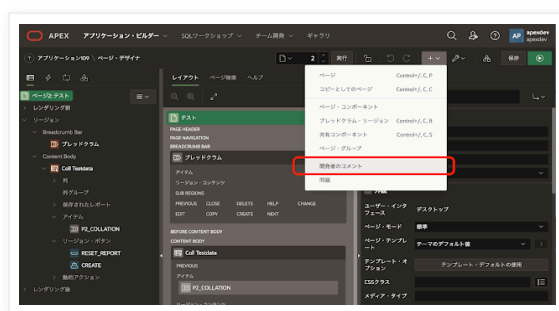 APEX アプリケーション・ビルダー SQLワークショップ チーム開発 ギャラリ AP apexdev
apexdev
アプリケーション109 \ ページ・デザイナ 2 実行 保存
レイアウト ページ検索 ヘルプ
ページ2: テスト
レンダリング前
リージョン
Breadcrumb Bar
ブレッドクラム
Content Body
Coll Testdata
列
列グループ
保存されたレポート
アイテム
P2_COLLATION
リージョン・ボタン
RESET_REPORT
CREATE
動的アクション
レンダリング後
テスト
PAGE HEADER
PAGE NAVIGATION
BREADCRUMB BAR
ブレッドクラム
アイテム
リージョン・コンテンツ
SUB REGIONS
PREVIOUS CLOSE DELETE HELP CHANGE
EDIT COPY CREATE NEXT
BEFORE CONTENT BODY
CONTENT BODY
Coll Testdata
PREVIOUS
アイテム
P2_COLLATION
ページ Control+/, C, P
コピーとしてのページ Control+/, C, C
ページ・コンポーネント
ブレッドクラム・リージョン Control+/, C, B
共有コンポーネント Control+/, C, S
ページ・グループ
開発者のコメント
問題
外観
ユーザー・インタフェース デスクトップ
ページ・モード 標準
ページ・テンプレート テーマのデフォルト値
テンプレート・オプション テンプレート・デフォルトの使用
CSSクラス
メディア・タイプ